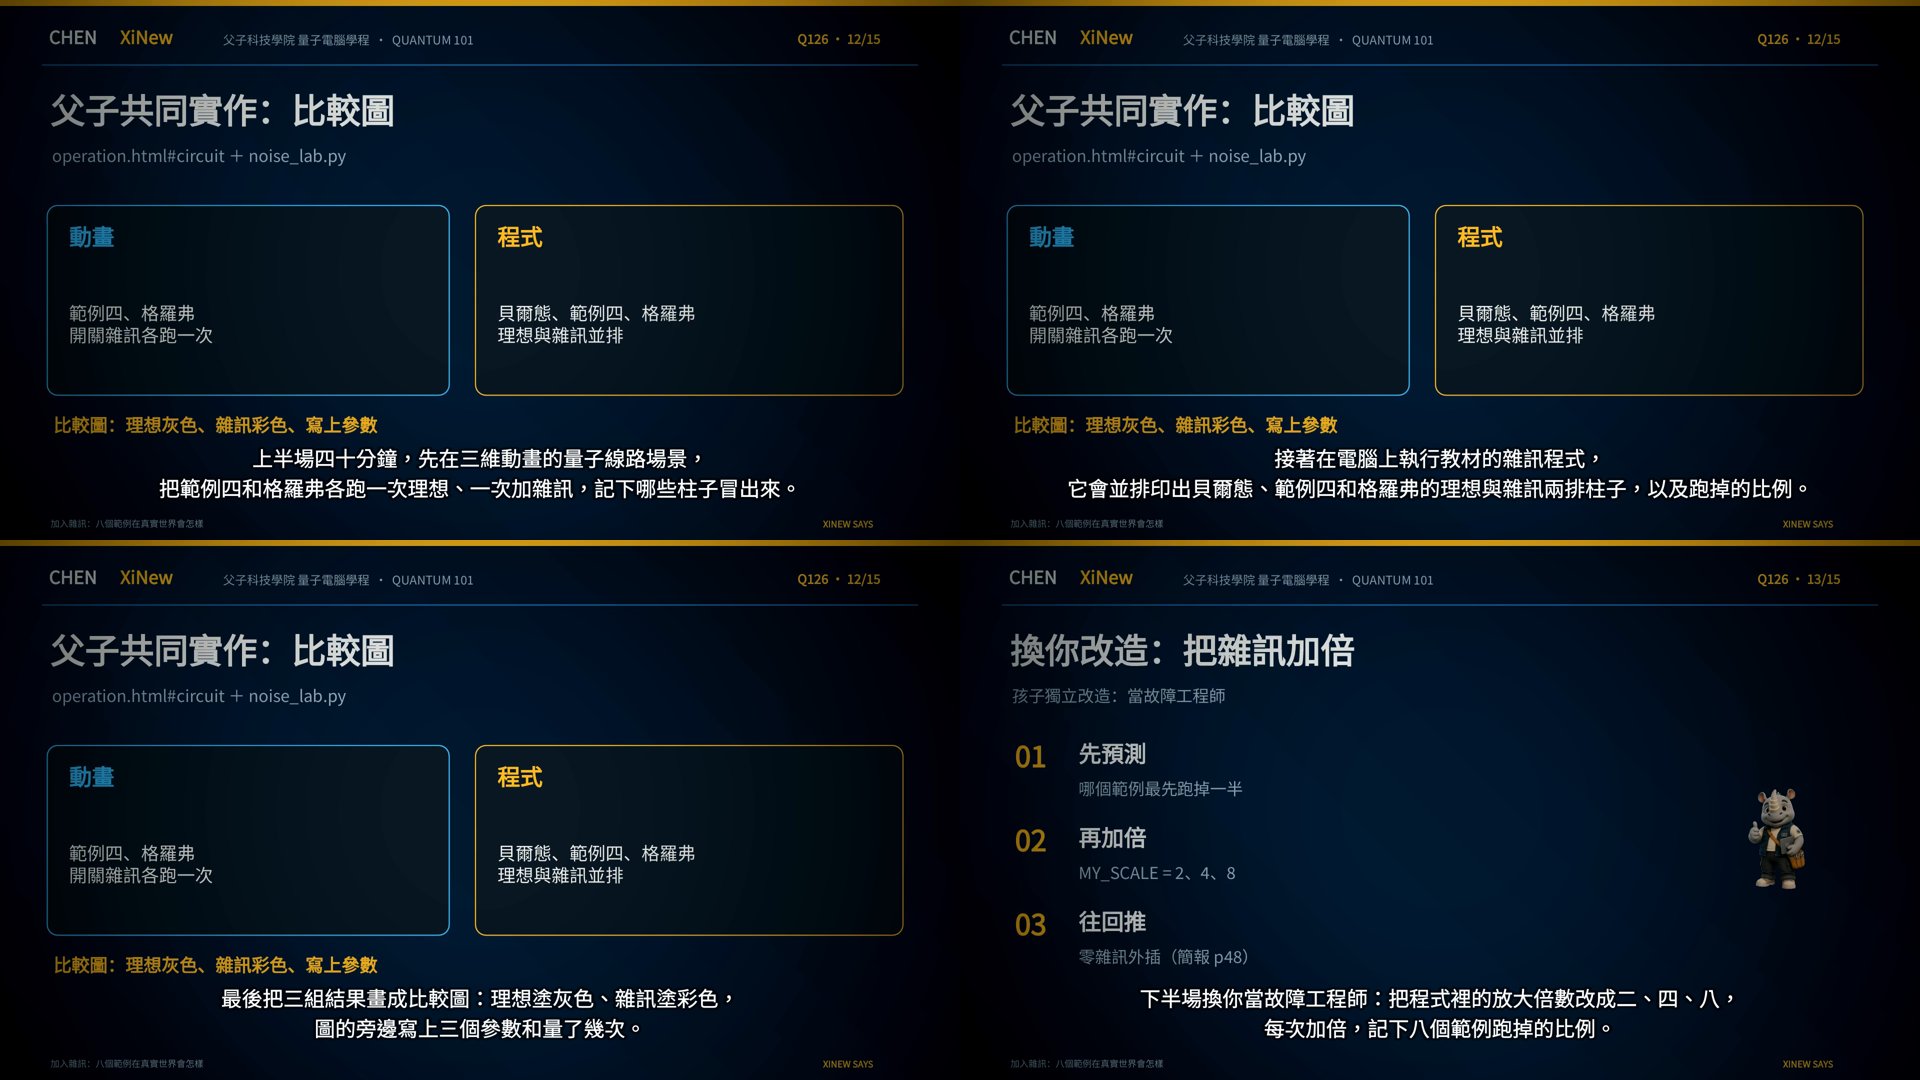 CHEN XiNew 父子科技學院 量子電腦學程 · QUANTUM 101 Q126 · 12/15
父子共同實作：比較圖
operation.html#circuit ＋ noise_lab.py
動畫
範例四、格羅弗
開關雜訊各跑一次
程式
貝爾態、範例四、格羅弗
理想與雜訊並排
比較圖：理想灰色、雜訊彩色、寫上參數
上半場四十分鐘，先在三維動畫的量子線路場景，
把範例四和格羅弗各跑一次理想、一次加雜訊，記下哪些柱子冒出來。
加入雜訊：八個範例在真實世界會怎樣 XINEW SAYS
CHEN XiNew 父子科技學院 量子電腦學程 · QUANTUM 101 Q126 · 12/15
父子共同實作：比較圖
operation.html#circuit ＋ noise_lab.py
動畫
範例四、格羅弗
開關雜訊各跑一次
程式
貝爾態、範例四、格羅弗
理想與雜訊並排
比較圖：理想灰色、雜訊彩色、寫上參數
接著在電腦上執行教材的雜訊程式，
它會並排印出貝爾態、範例四和格羅弗的理想與雜訊兩排柱子，以及跑掉的比例。
加入雜訊：八個範例在真實世界會怎樣 XINEW SAYS
CHEN XiNew 父子科技學院 量子電腦學程 · QUANTUM 101 Q126 · 12/15
父子共同實作：比較圖
operation.html#circuit ＋ noise_lab.py
動畫
範例四、格羅弗
開關雜訊各跑一次
程式
貝爾態、範例四、格羅弗
理想與雜訊並排
比較圖：理想灰色、雜訊彩色、寫上參數
最後把三組結果畫成比較圖：理想塗灰色、雜訊塗彩色，
圖的旁邊寫上三個參數和量了幾次。
加入雜訊：八個範例在真實世界會怎樣 XINEW SAYS
CHEN XiNew 父子科技學院 量子電腦學程 · QUANTUM 101 Q126 · 13/15
換你改造：把雜訊加倍
孩子獨立改造：當故障工程師
01 先預測
哪個範例最先跑掉一半
02 再加倍
MY_SCALE = 2、4、8
03 往回推
零雜訊外插（簡報 p48）
下半場換你當故障工程師：把程式裡的放大倍數改成二、四、八，
每次加倍，記下八個範例跑掉的比例。
加入雜訊：八個範例在真實世界會怎樣 XINEW SAYS